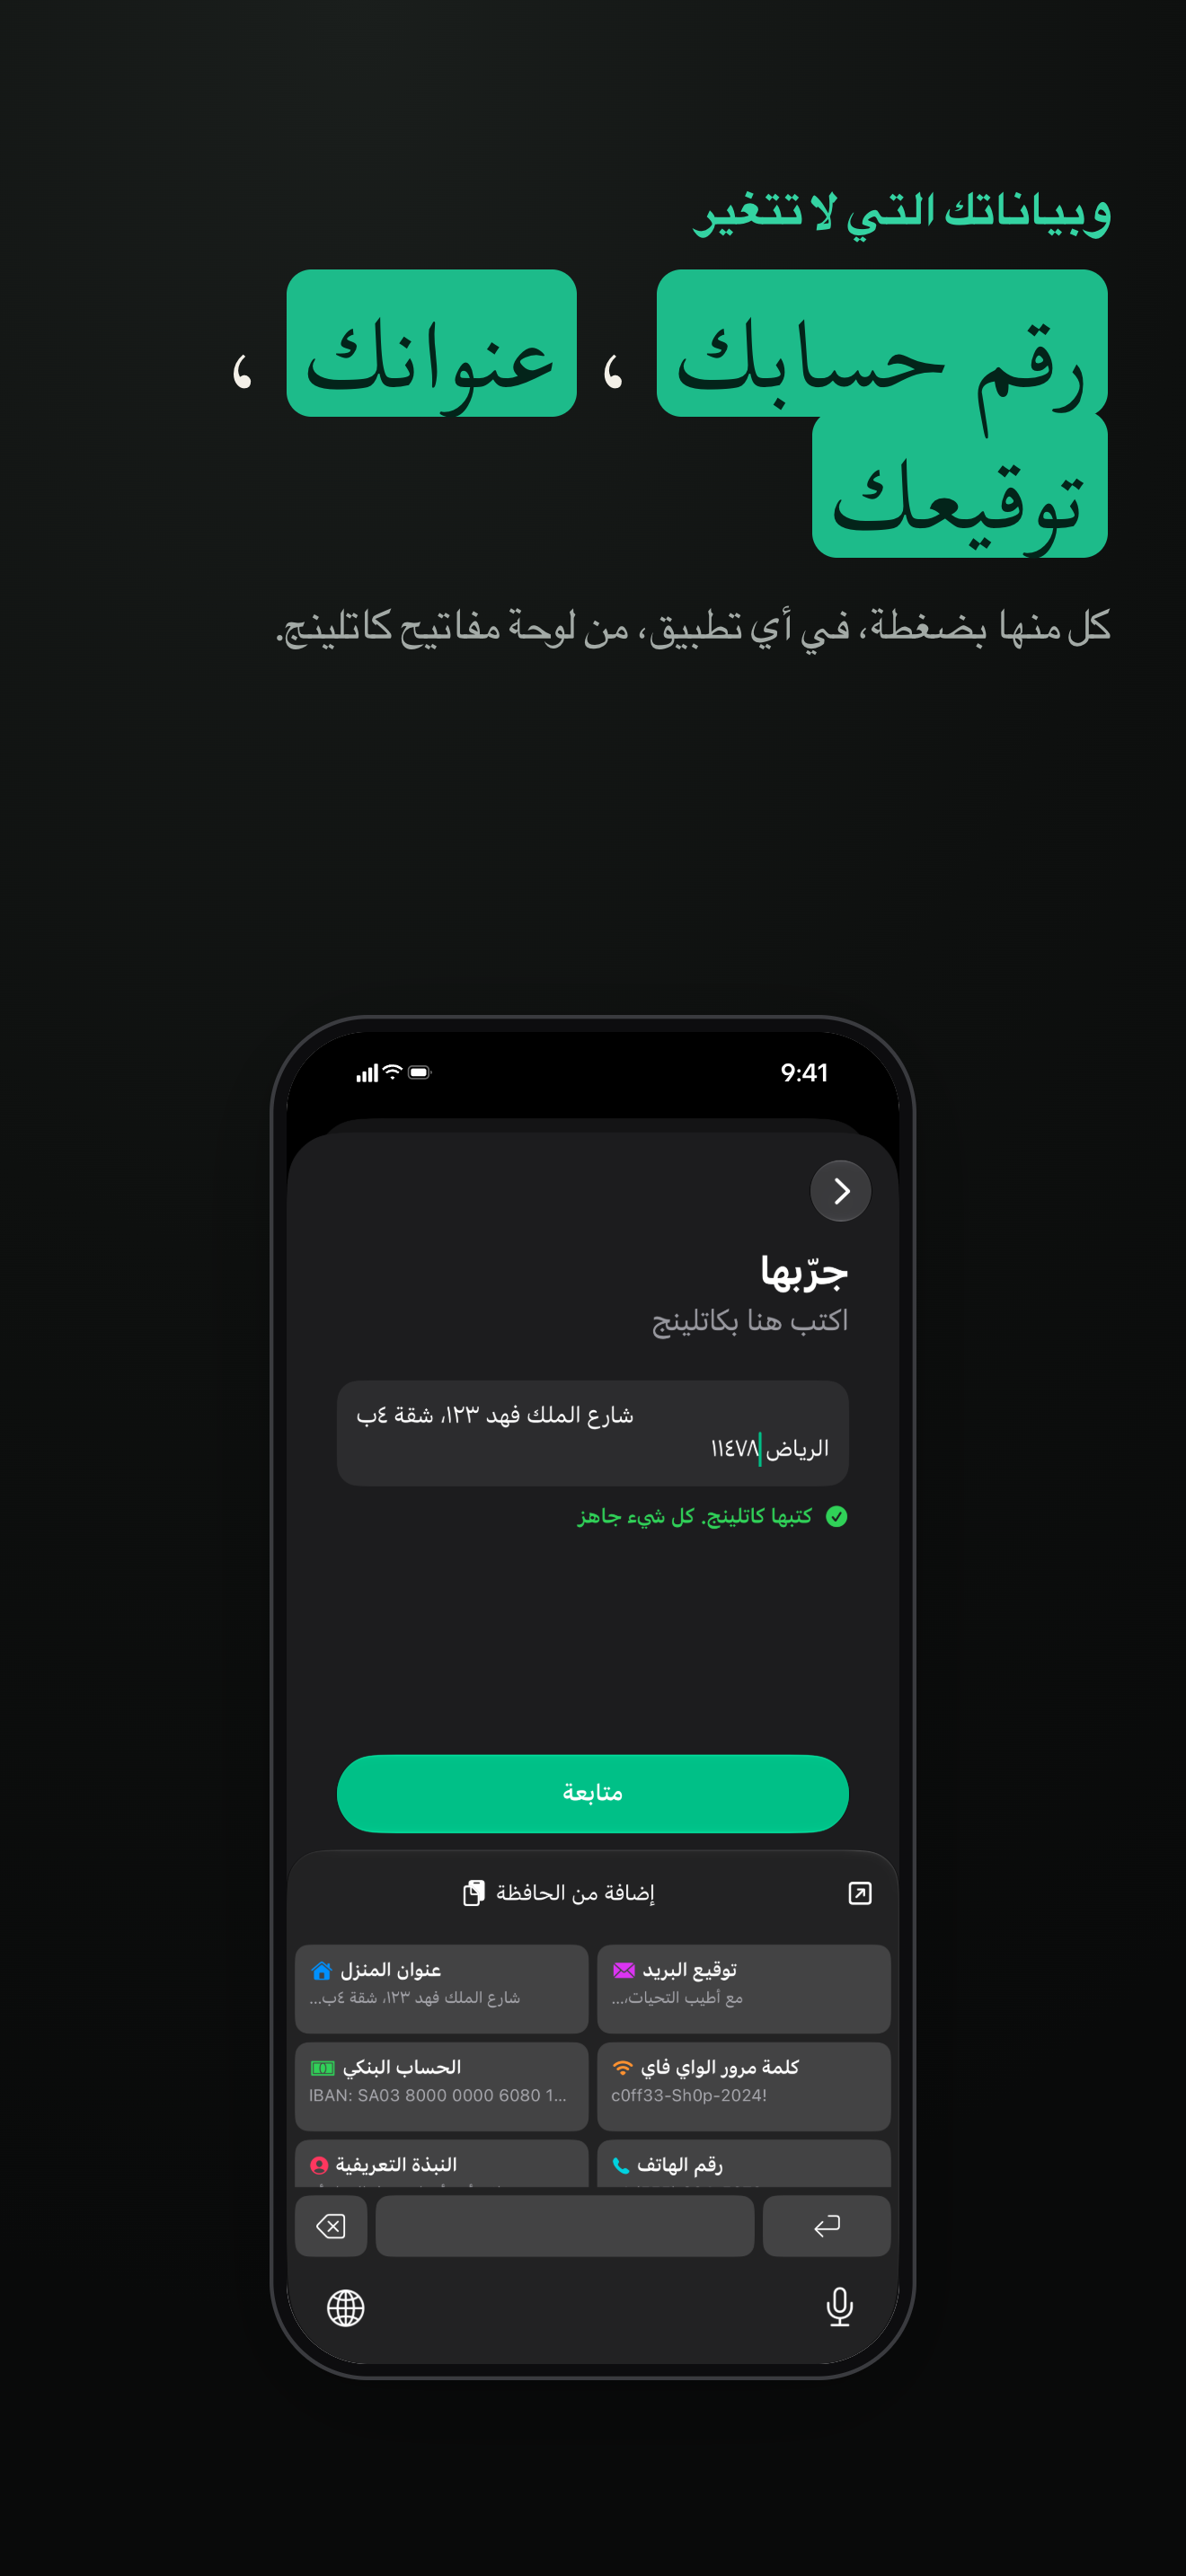 وبياناتك التي لا تتغير
رقم حسابك ، عنوانك ،
توقيعك
كل منها بضغطة، في أي تطبيق، من لوحة مفاتيح كاتلينج.
9:41
جرّبها
اكتب هنا بكاتلينج
شارع الملك فهد ١٢٣، شقة ٤ب
الرياض ١١٤٧٨
كتبها كاتلينج. كل شيء جاهز
متابعة
إضافة من الحافظة
توقيع البريد
مع أطيب التحيات،...
عنوان المنزل
شارع الملك فهد ١٢٣، شقة ٤ب...
كلمة مرور الواي فاي
c0ff33-Sh0p-2024!
الحساب البنكي
IBAN: SA03 8000 0000 6080 1...
رقم الهاتف
النبذة التعريفية